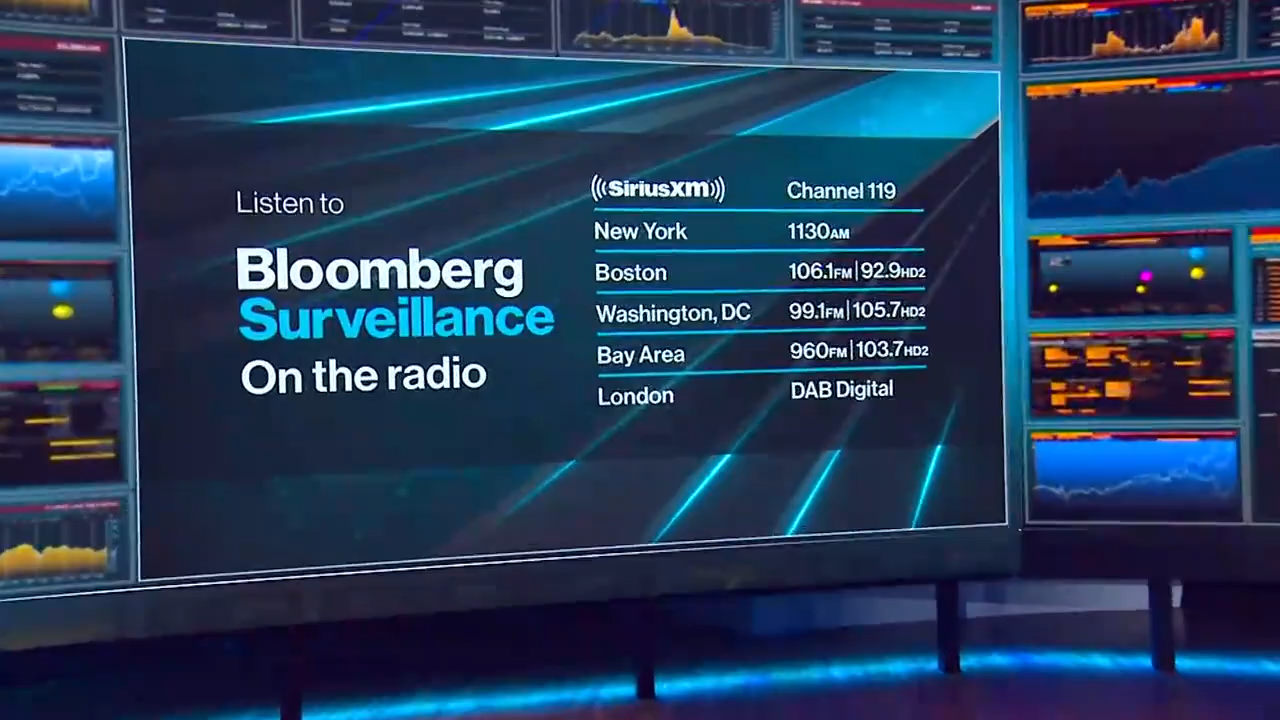 Listen to
Bloomberg
Surveillance
On the radio
SiriusXM Channel 119
New York 1130AM
Boston 106.1FM|92.9HD2
Washington, DC 99.1FM|105.7HD2
Bay Area 960FM|103.7HD2
London DAB Digital